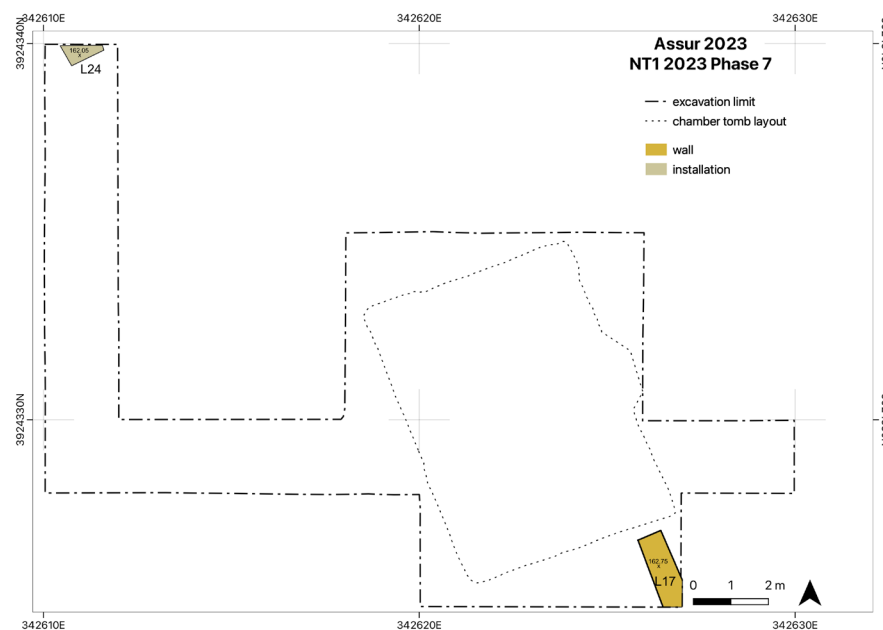 342610E
342620E
342630E
3924340N
Assur 2023
NT1 2023 Phase 7
excavation limit
chamber tomb layout
wall
installation
162.05
L24
3924330N
162.75
L17
0 1 2 m
342610E
342620E
342630E